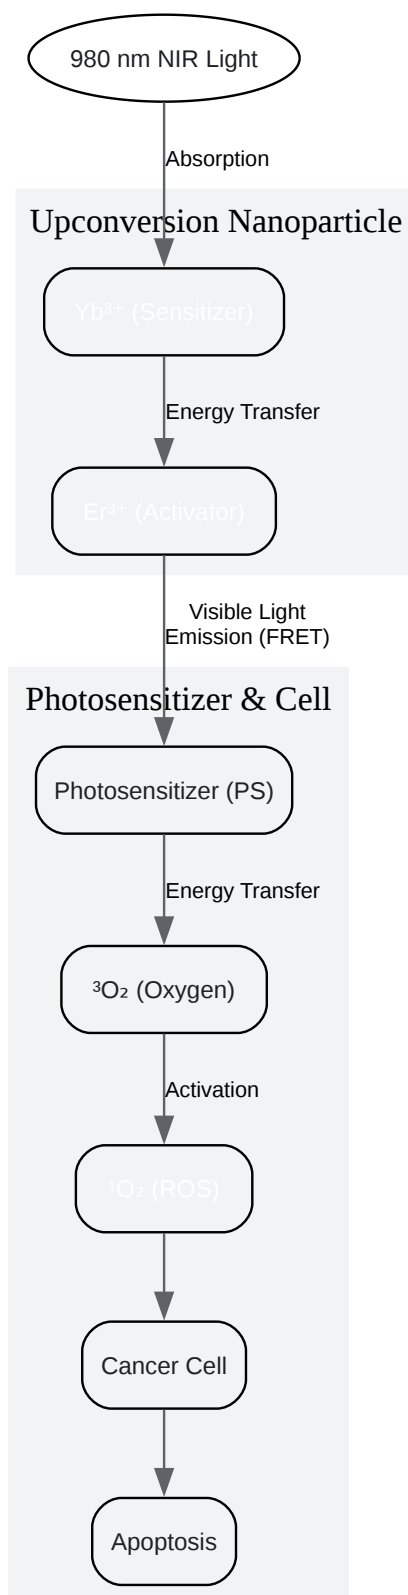 980 nm NIR Light
Absorption
Upconversion Nanoparticle
Yb³⁺ (Sensitizer)
Energy Transfer
Er³⁺ (Activator)
Visible Light
Emission (FRET)
Photosensitizer & Cell
Photosensitizer (PS)
Energy Transfer
³O₂ (Oxygen)
Activation
¹O₂ (ROS)
Cancer Cell
Apoptosis